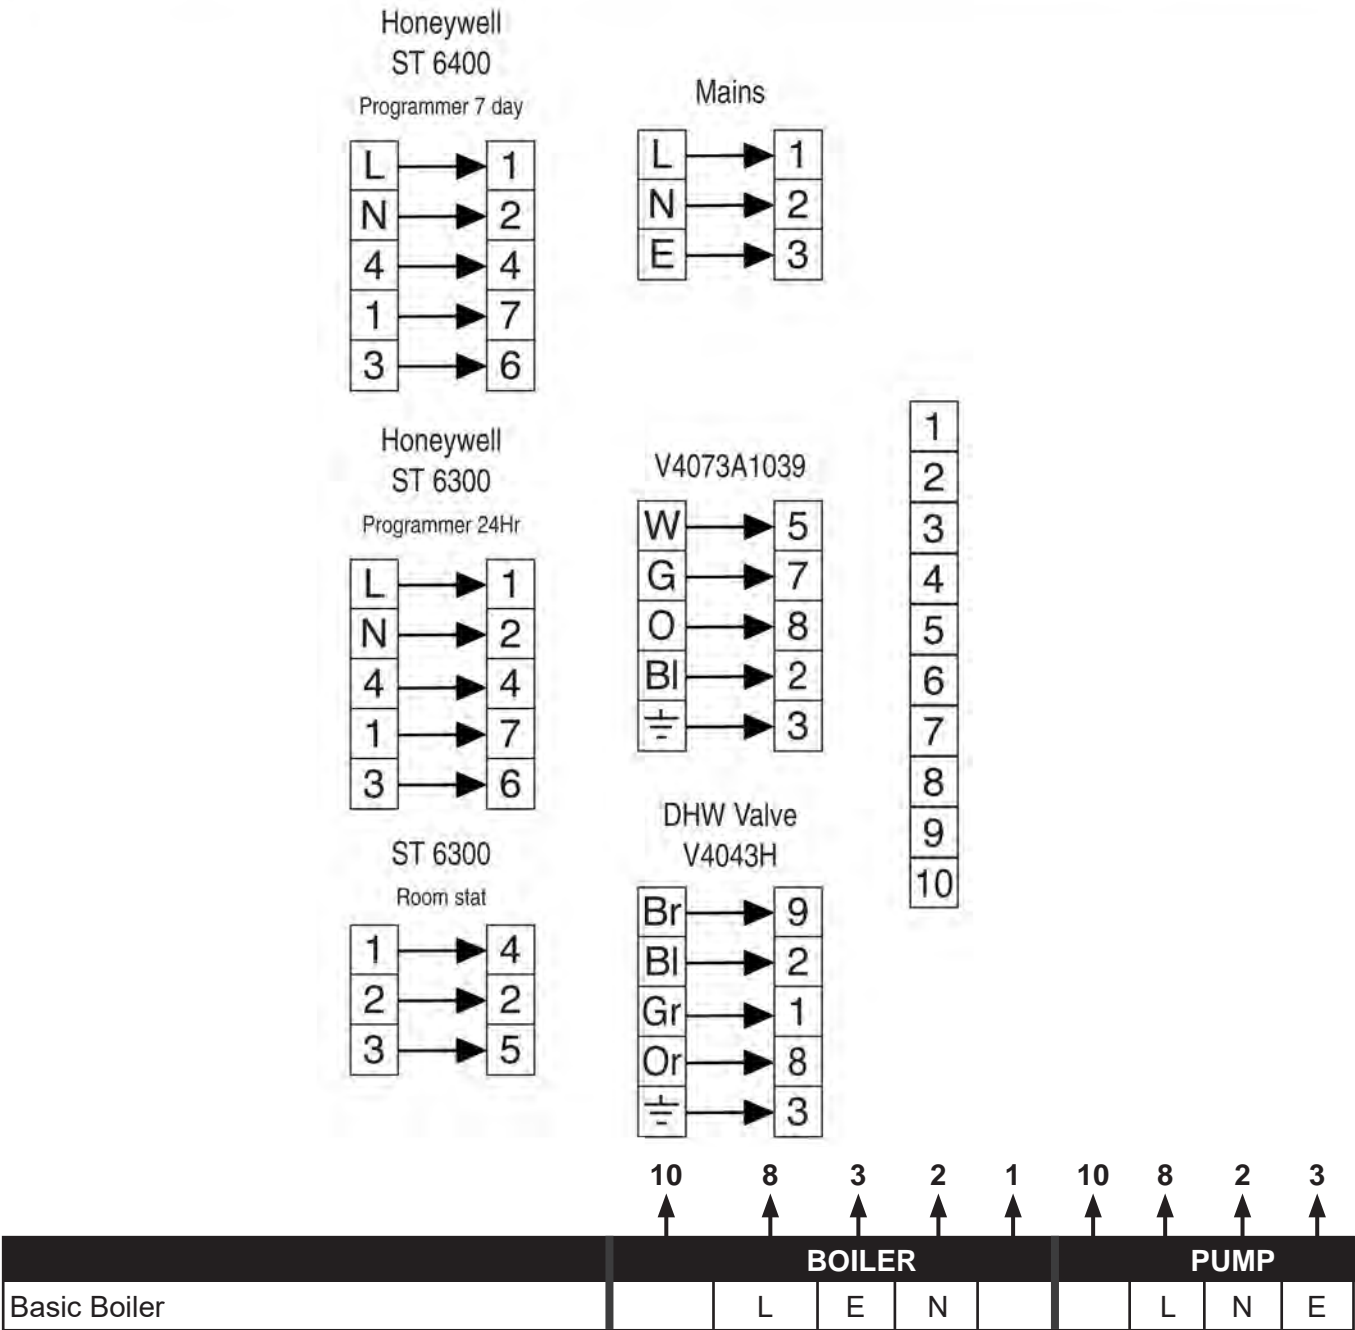 Honeywell
ST 6400
Programmer 7 day
L 1
N 2
4 4
1 7
3 6
Honeywell
ST 6300
Programmer 24Hr
L 1
N 2
4 4
1 7
3 6
ST 6300
Room stat
1 4
2 2
3 5
Mains
L 1
N 2
E 3
V4073A1039
W 5
G 7
O 8
Bl 2
3
DHW Valve
V4043H
Br 9
Bl 2
Gr 1
Or 8
3
1
2
3
4
5
6
7
8
9
10
10 8 3 2 1 10 8 2 3
BOILER PUMP
Basic Boiler L E N L N E